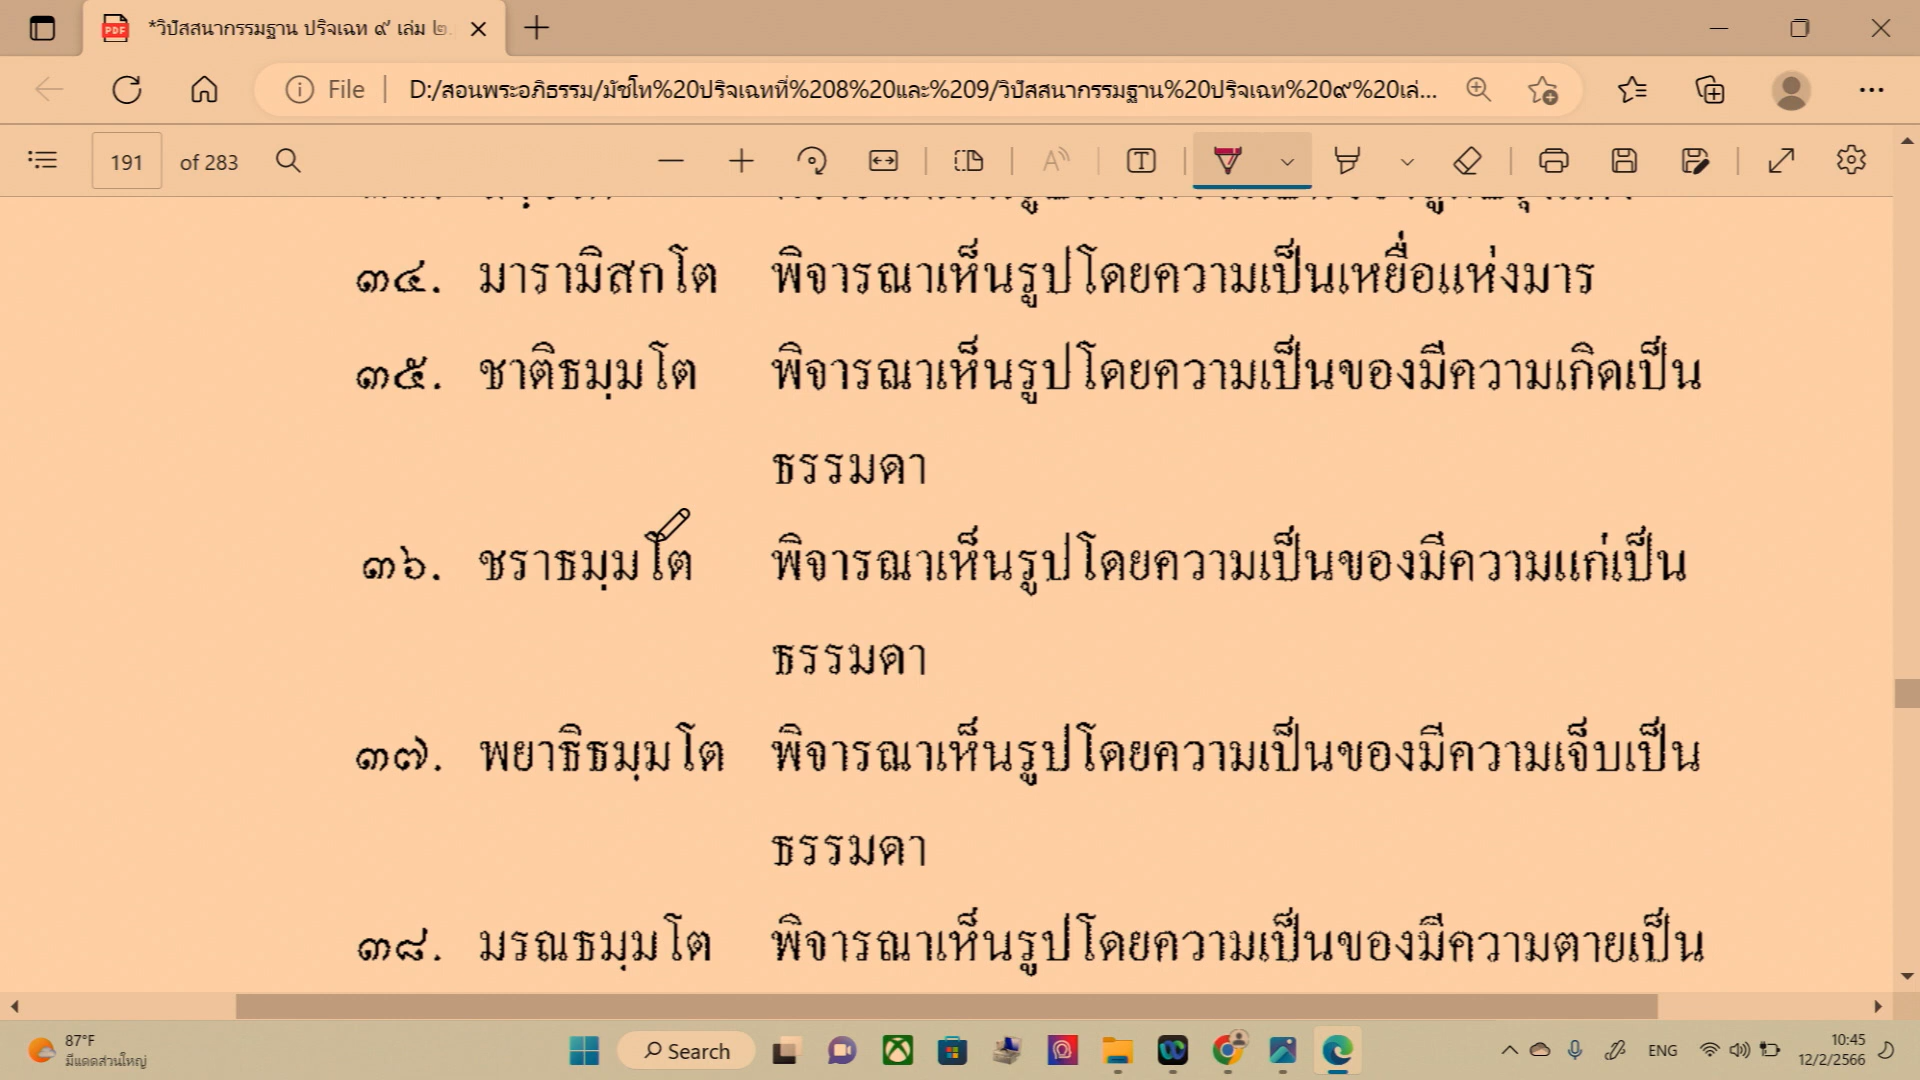 *วิปัสสนากรรมฐาน ปริจเฉท ๙ เล่ม ๒.
File
D:/สอนพระอภิธรรม/มัชโท%20ปริจเฉทที่%208%20และ%209/วิปัสสนากรรมฐาน%20ปริจเฉท%20๙%20เล่...
191 of 283
๓๔. มารามิสกโต พิจารณาเห็นรูปโดยความเป็นเหยื่อแห่งมาร
๓๕. ชาติธมฺมโต พิจารณาเห็นรูปโดยความเป็นของมีความเกิดเป็น
ธรรมดา
๓๖. ชราธมฺมโต พิจารณาเห็นรูปโดยความเป็นของมีความแก่เป็น
ธรรมดา
๓๗. พยาธิธมฺมโต พิจารณาเห็นรูปโดยความเป็นของมีความเจ็บเป็น
ธรรมดา
๓๘. มรณธมฺมโต พิจารณาเห็นรูปโดยความเป็นของมีความตายเป็น
87°F
มีแดดส่วนใหญ่
Search
ENG
10:45
12/2/2566